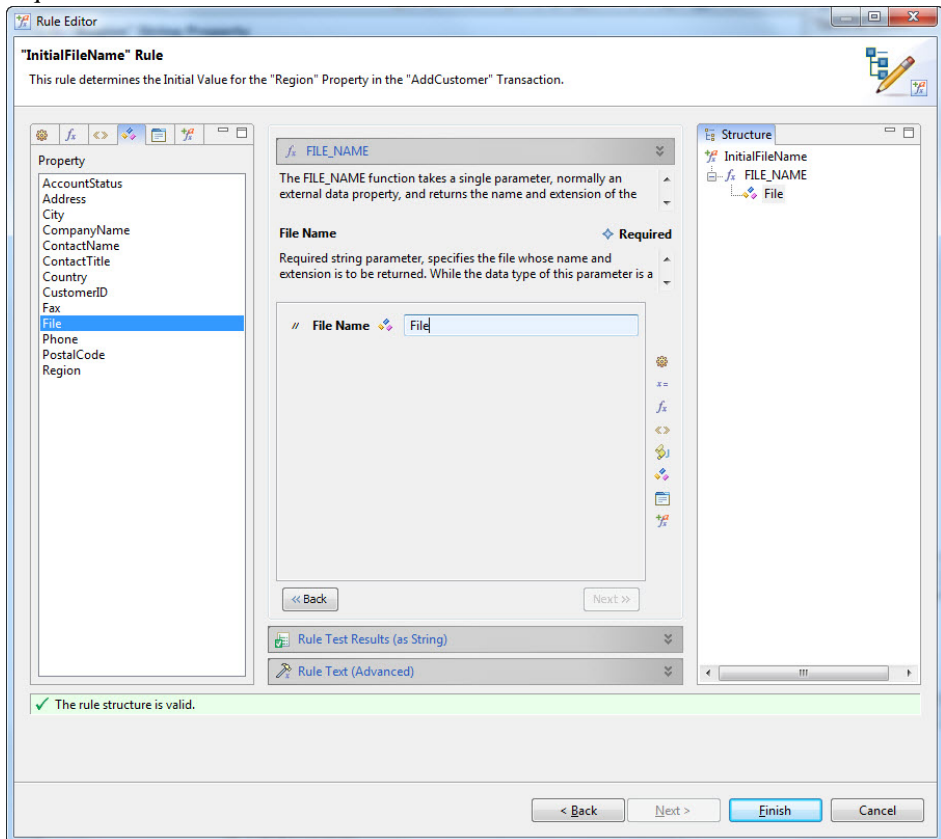 Rule Editor
"InitialFileName" Rule
This rule determines the Initial Value for the "Region" Property in the "AddCustomer" Transaction.
Property
AccountStatus
Address
City
CompanyName
ContactName
ContactTitle
Country
CustomerID
Fax
File
Phone
PostalCode
Region
fx FILE_NAME
The FILE_NAME function takes a single parameter, normally an
external data property, and returns the name and extension of the
File Name Required
Required string parameter, specifies the file whose name and
extension is to be returned. While the data type of this parameter is a
// File Name File
x=
fx
<>
fx
« Back Next »
Rule Test Results (as String)
Rule Text (Advanced)
Structure
InitialFileName
fx FILE_NAME
File
The rule structure is valid.
< Back Next > Finish Cancel